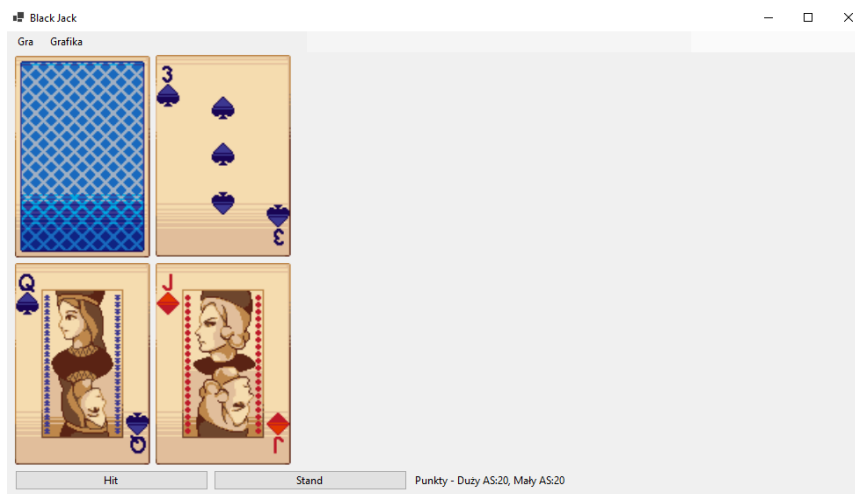 Black Jack
Gra Grafika
3
3
Q J
Q J
Hit Stand Punkty - Duży AS:20, Mały AS:20